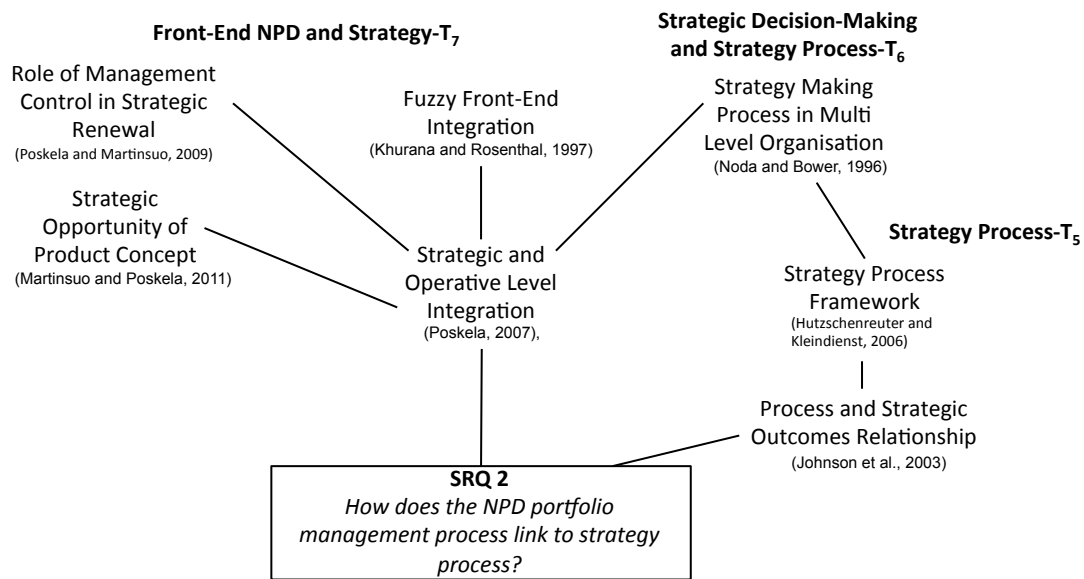 Front-End NPD and Strategy-T7
Role of Management
Control in Strategic
Renewal
(Poskela and Martinsuo, 2009)
Strategic
Opportunity of
Product Concept
(Martinsuo and Poskela, 2011)
Fuzzy Front-End
Integration
(Khurana and Rosenthal, 1997)
Strategic and
Operative Level
Integration
(Poskela, 2007),
Strategic Decision-Making
and Strategy Process-T6
Strategy Making
Process in Multi
Level Organisation
(Noda and Bower, 1996)
Strategy Process-T5
Strategy Process
Framework
(Hutzschenreuter and
Kleindienst, 2006)
Process and Strategic
Outcomes Relationship
(Johnson et al., 2003)
SRQ 2
How does the NPD portfolio
management process link to strategy
process?